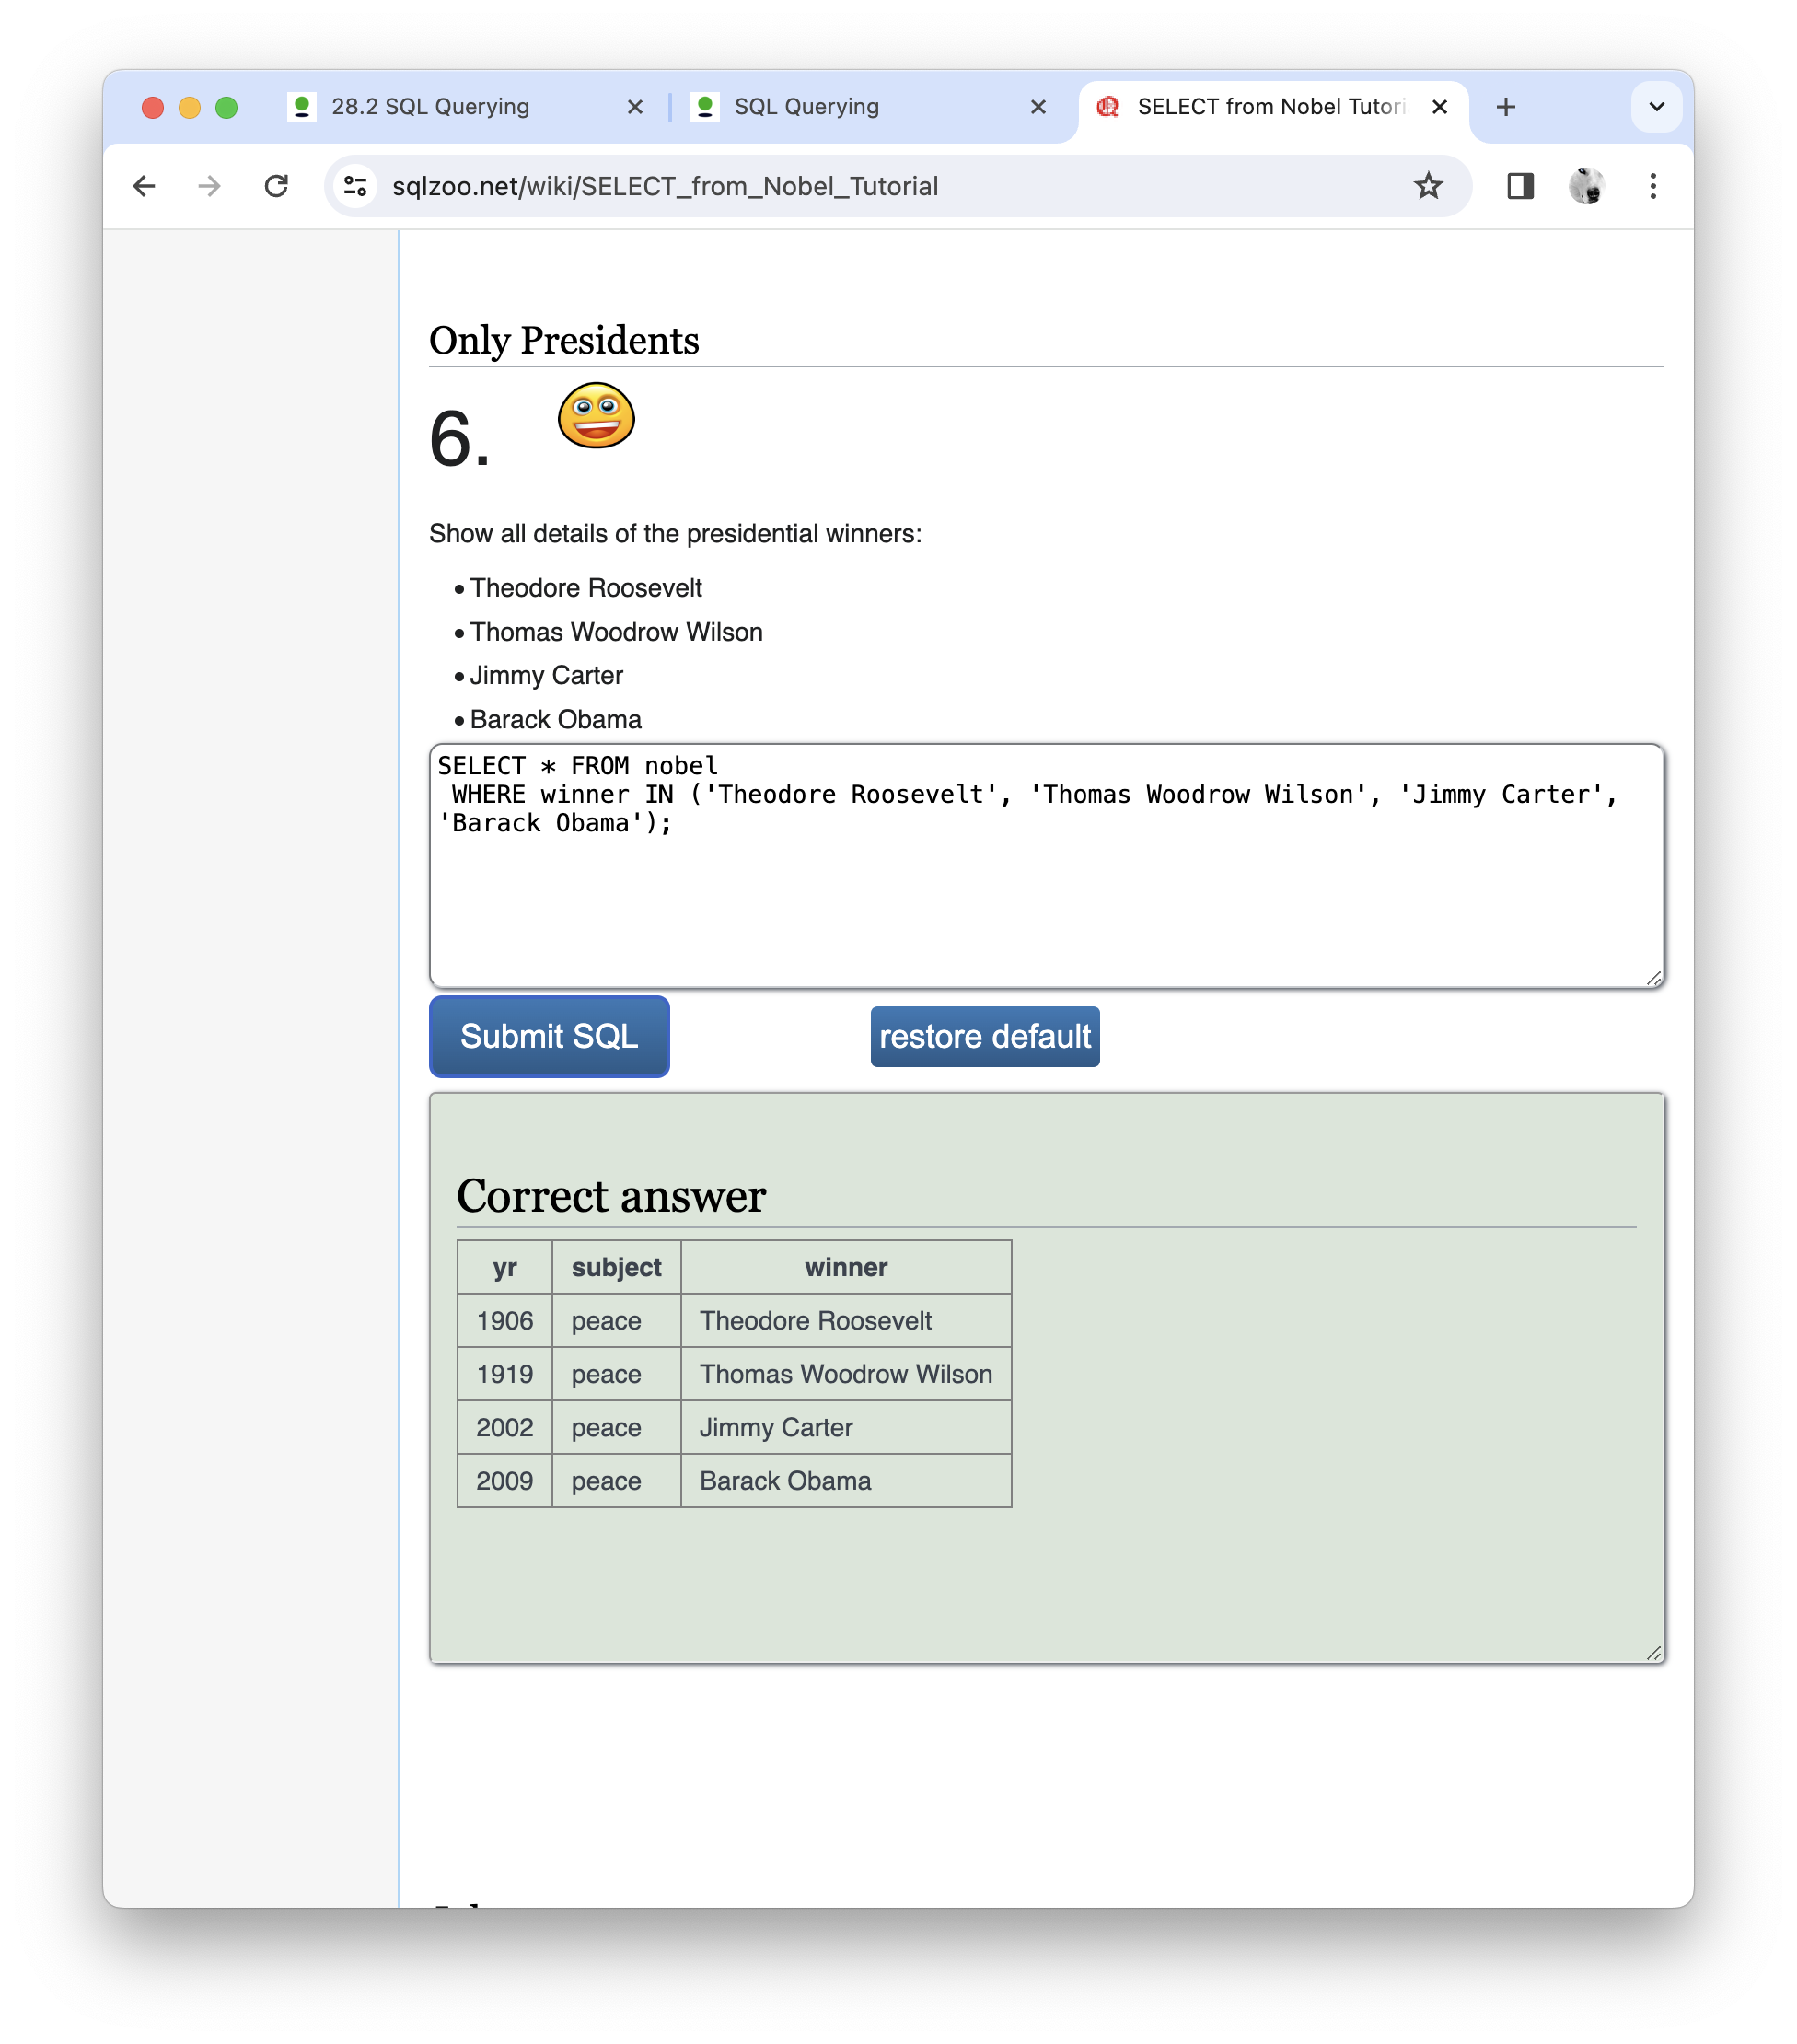 28.2 SQL Querying
SQL Querying
SELECT from Nobel Tutori
sqlzoo.net/wiki/SELECT_from_Nobel_Tutorial
Only Presidents
6.
Show all details of the presidential winners:
• Theodore Roosevelt
• Thomas Woodrow Wilson
• Jimmy Carter
• Barack Obama
SELECT * FROM nobel
WHERE winner IN ('Theodore Roosevelt', 'Thomas Woodrow Wilson', 'Jimmy Carter',
'Barack Obama');
Submit SQL restore default
Correct answer
yr subject winner
1906 peace Theodore Roosevelt
1919 peace Thomas Woodrow Wilson
2002 peace Jimmy Carter
2009 peace Barack Obama